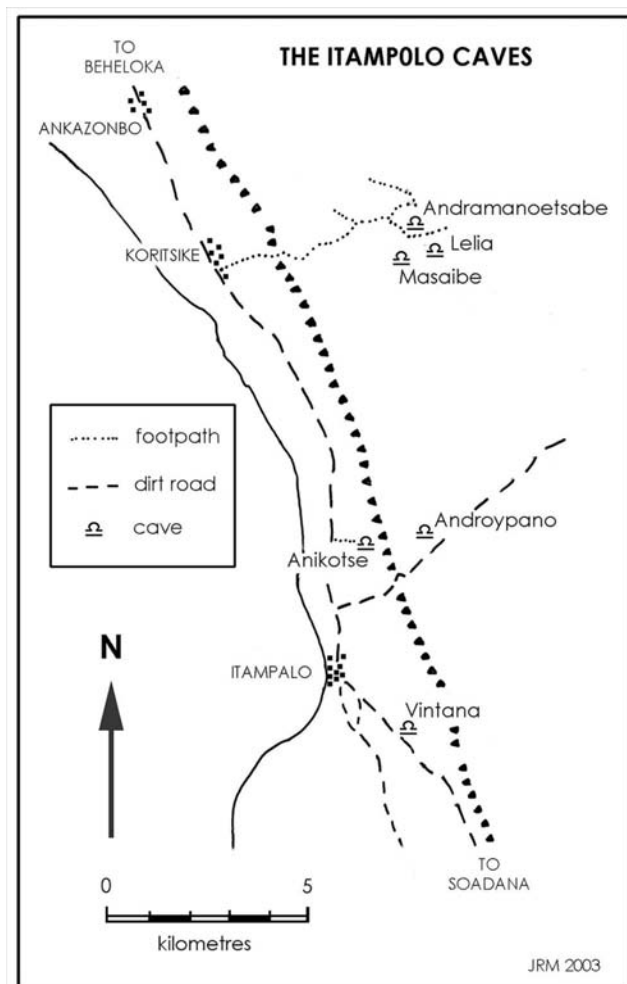 THE ITAMP0LO CAVES
TO
BEHELOKA
ANKAZONBO
Andramanoetsabe
KORITSIKE
Lelia
Masaibe
footpath
dirt road
cave
Androypano
Anikotse
N
ITAMPALO
Vintana
TO
SOADANA
0 5
kilometres
JRM 2003